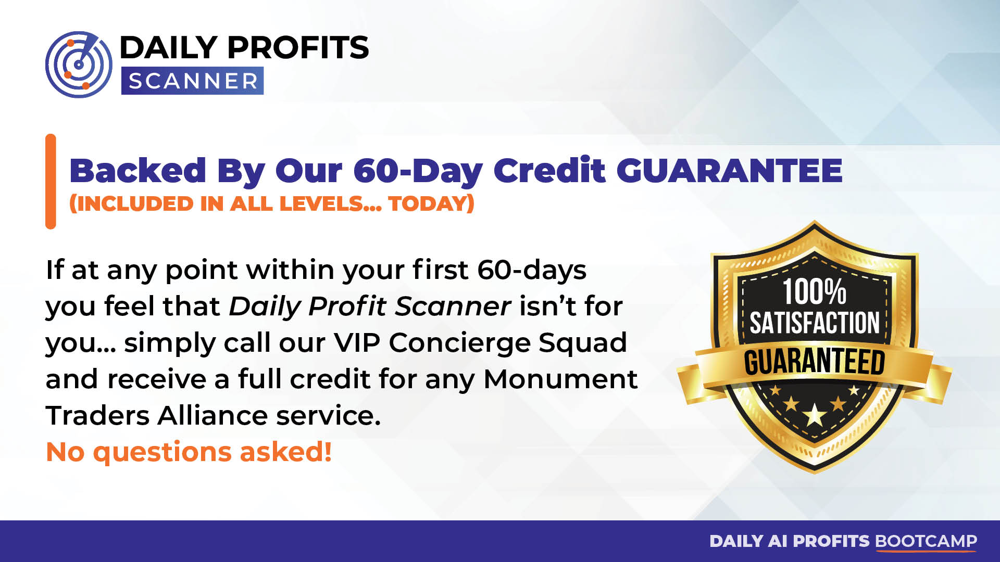 DAILY PROFITS
SCANNER
Backed By Our 60-Day Credit GUARANTEE
(INCLUDED IN ALL LEVELS... TODAY)
If at any point within your first 60-days
you feel that Daily Profit Scanner isn't for
you... simply call our VIP Concierge Squad
and receive a full credit for any Monument
Traders Alliance service.
No questions asked!
100%
SATISFACTION
GUARANTEED
DAILY AI PROFITS BOOTCAMP